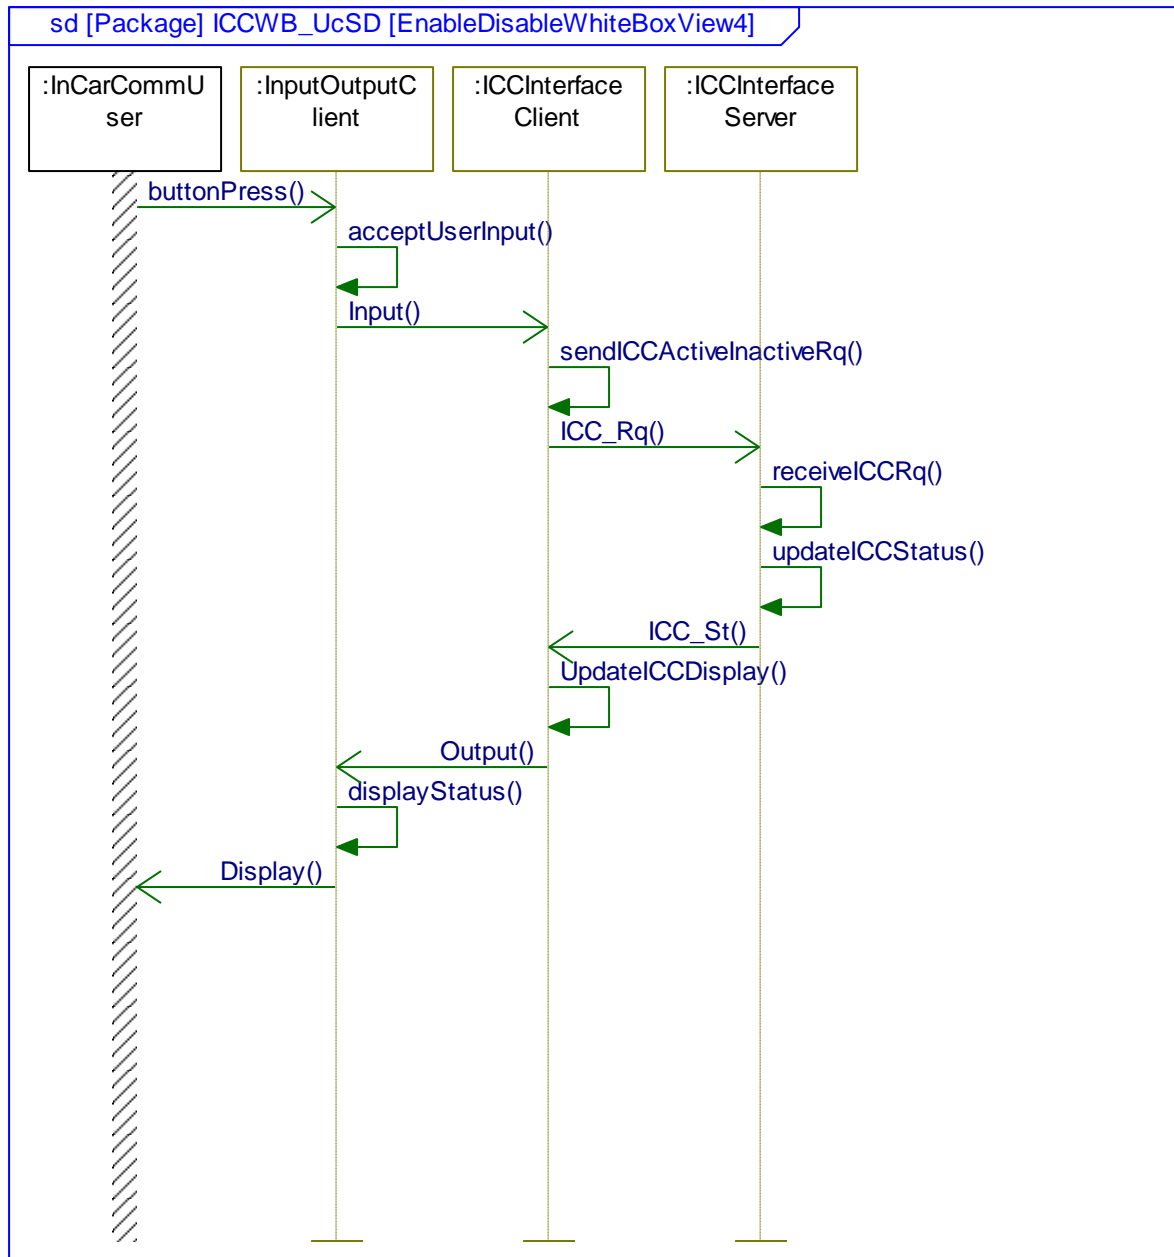 sd [Package] ICCWB_UcSD [EnableDisableWhiteBoxView4]
:InCarCommU
ser
:InputOutputC
lient
:ICCInterface
Client
:ICCInterface
Server
buttonPress()
acceptUserInput()
Input()
sendICCActiveInactiveRq()
ICC_Rq()
receiveICCRq()
updateICCStatus()
ICC_St()
UpdateICCDisplay()
Output()
displayStatus()
Display()